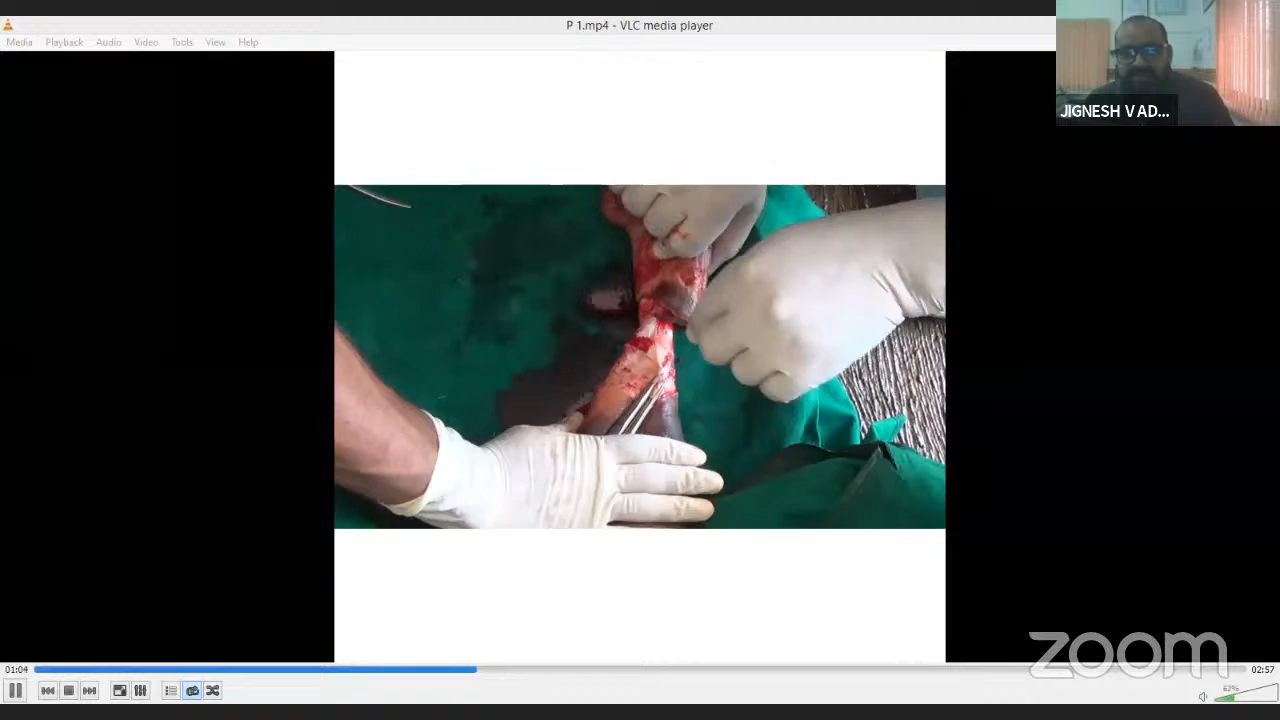 P 1.mp4 - VLC media player
Media Playback Audio Video Tools View Help
JIGNESH V AD...
zoom
01:04
02:57
62%